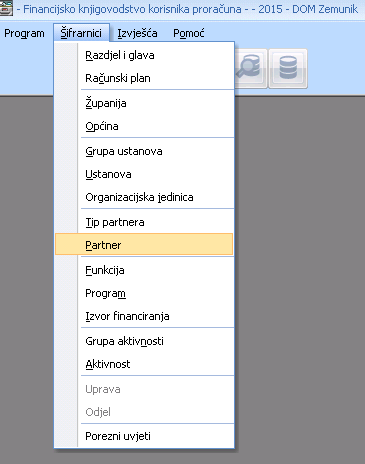 - Financijsko knjigovodstvo korisnika proračuna - - 2015 - DOM Zemunik
Program Šifrarnici Izvješća Pomoć
Razdjel i glava
Računski plan
Županija
Općina
Grupa ustanova
Ustanova
Organizacijska jedinica
Tip partnera
Partner
Funkcija
Program
Izvor financiranja
Grupa aktivnosti
Aktivnost
Uprava
Odjel
Porezni uvjeti